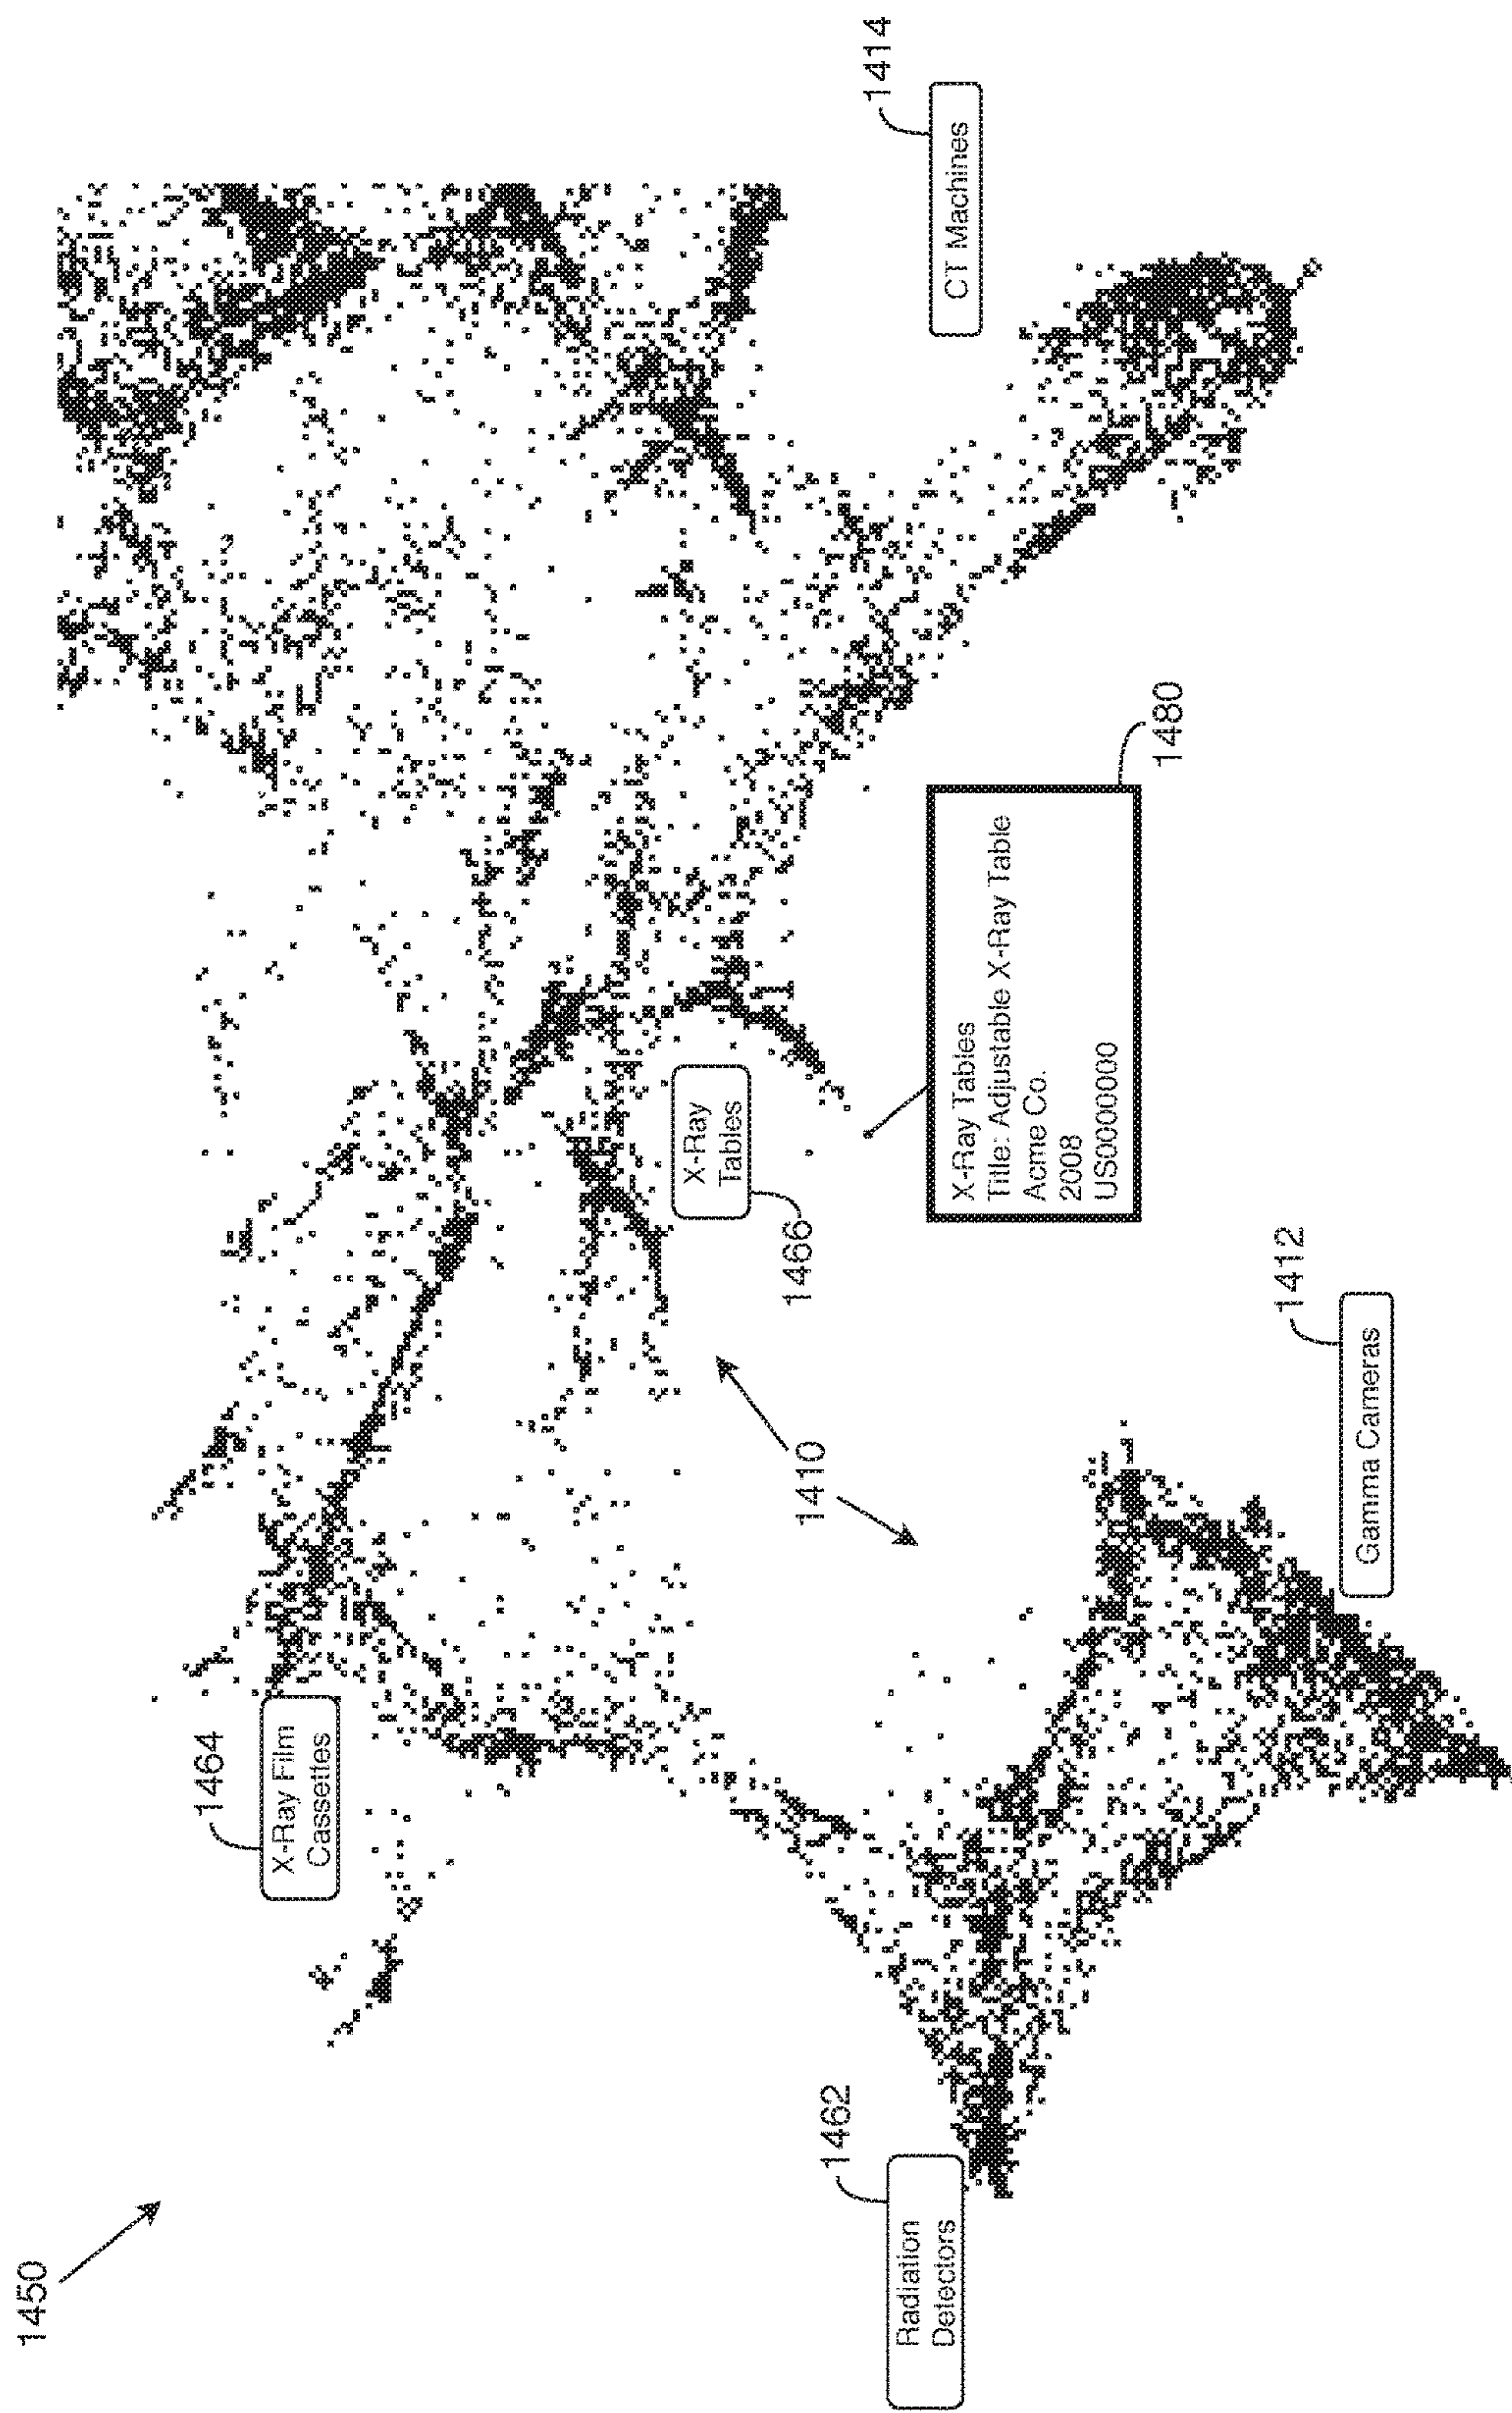 1450
1464
X-Ray Film
Cassettes
X-Ray
Tables
1466
1410
1462
1414
Radiation
Detectors
CT Machines
X-Ray Tables
Title: Adjustable X-Ray Table
Acme Co.
2008
US0000000
1480
1412
Gamma Cameras